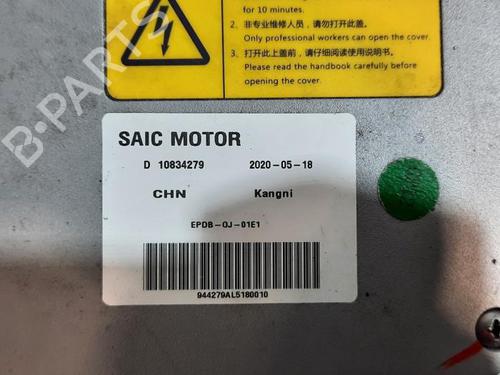 for 10 minutes.
2. 非专业维修人员，请勿打开此盖。
Only professional workers can open the cover.
3. 打开此上盖前，请仔细阅读使用说明书。
Please read the handbook carefully before
opening the cover.
B-PARTS
SAIC MOTOR
D 10834279 2020-05-18
CHN Kangni
EPDB-0J-01E1
944279AL5180010